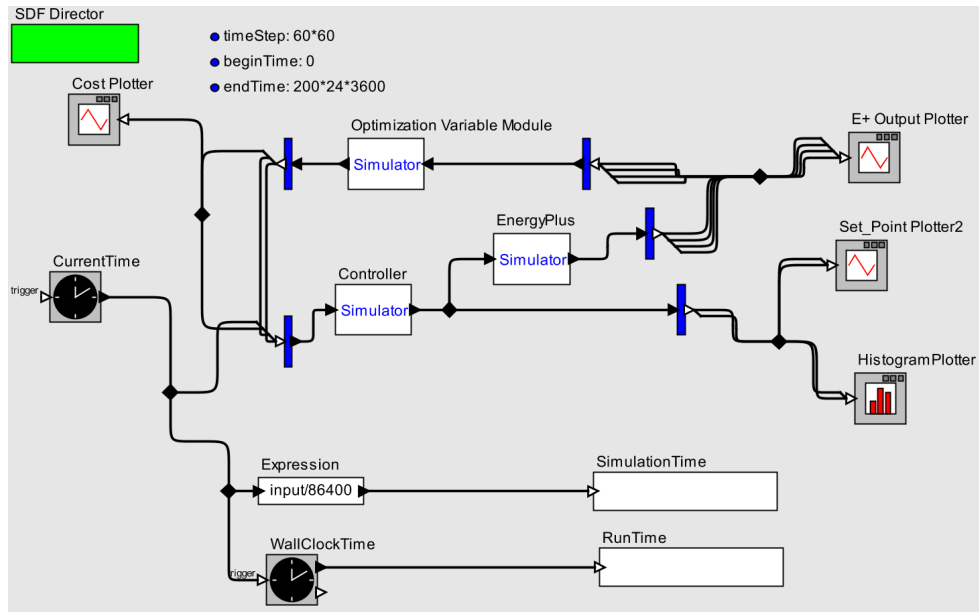 SDF Director
timeStep: 60*60
beginTime: 0
endTime: 200*24*3600
Cost Plotter
Optimization Variable Module
Simulator
E+ Output Plotter
EnergyPlus
Simulator
Set_Point Plotter2
CurrentTime
trigger
Controller
Simulator
HistogramPlotter
Expression
input/86400
SimulationTime
WallClockTime
rigger
RunTime